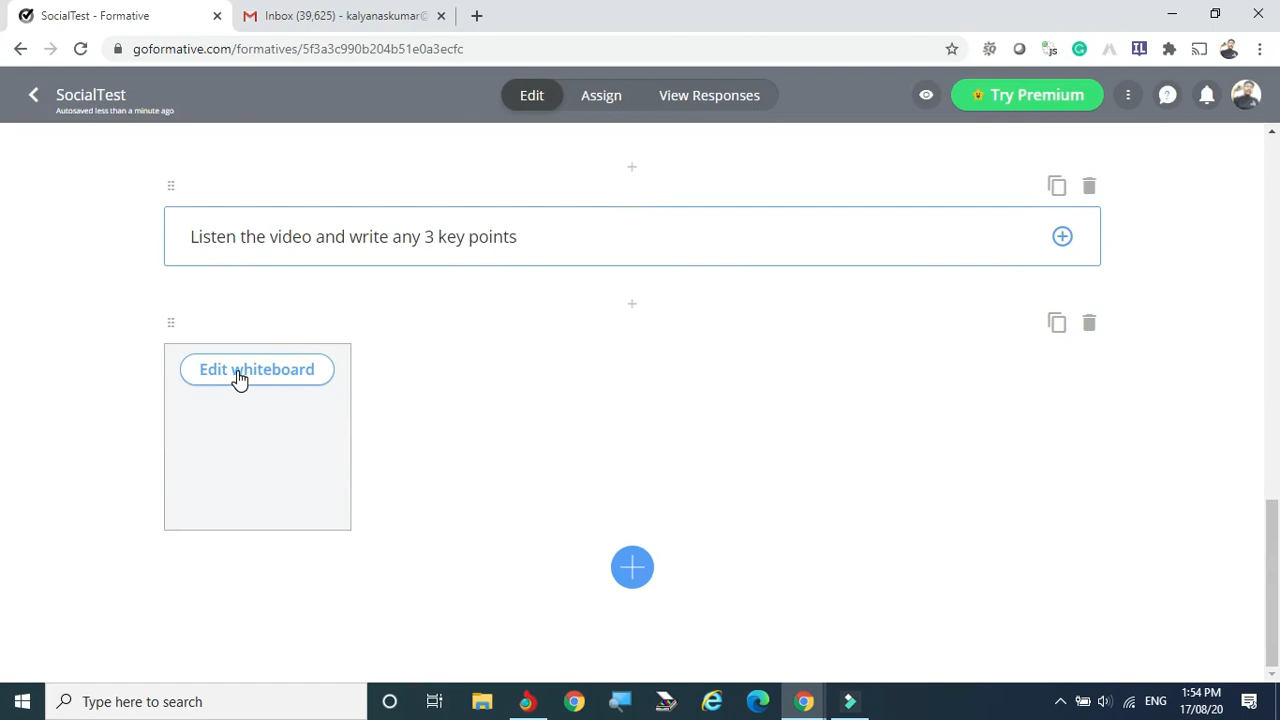 SocialTest - Formative
Inbox (39,625) - kalyanaskumar@
goformative.com/formatives/5f3a3c990b204b51e0a3ecfc
SocialTest
Autosaved less than a minute ago
Edit
Assign
View Responses
Try Premium
Listen the video and write any 3 key points
Edit whiteboard
Type here to search
ENG
1:54 PM
17/08/20